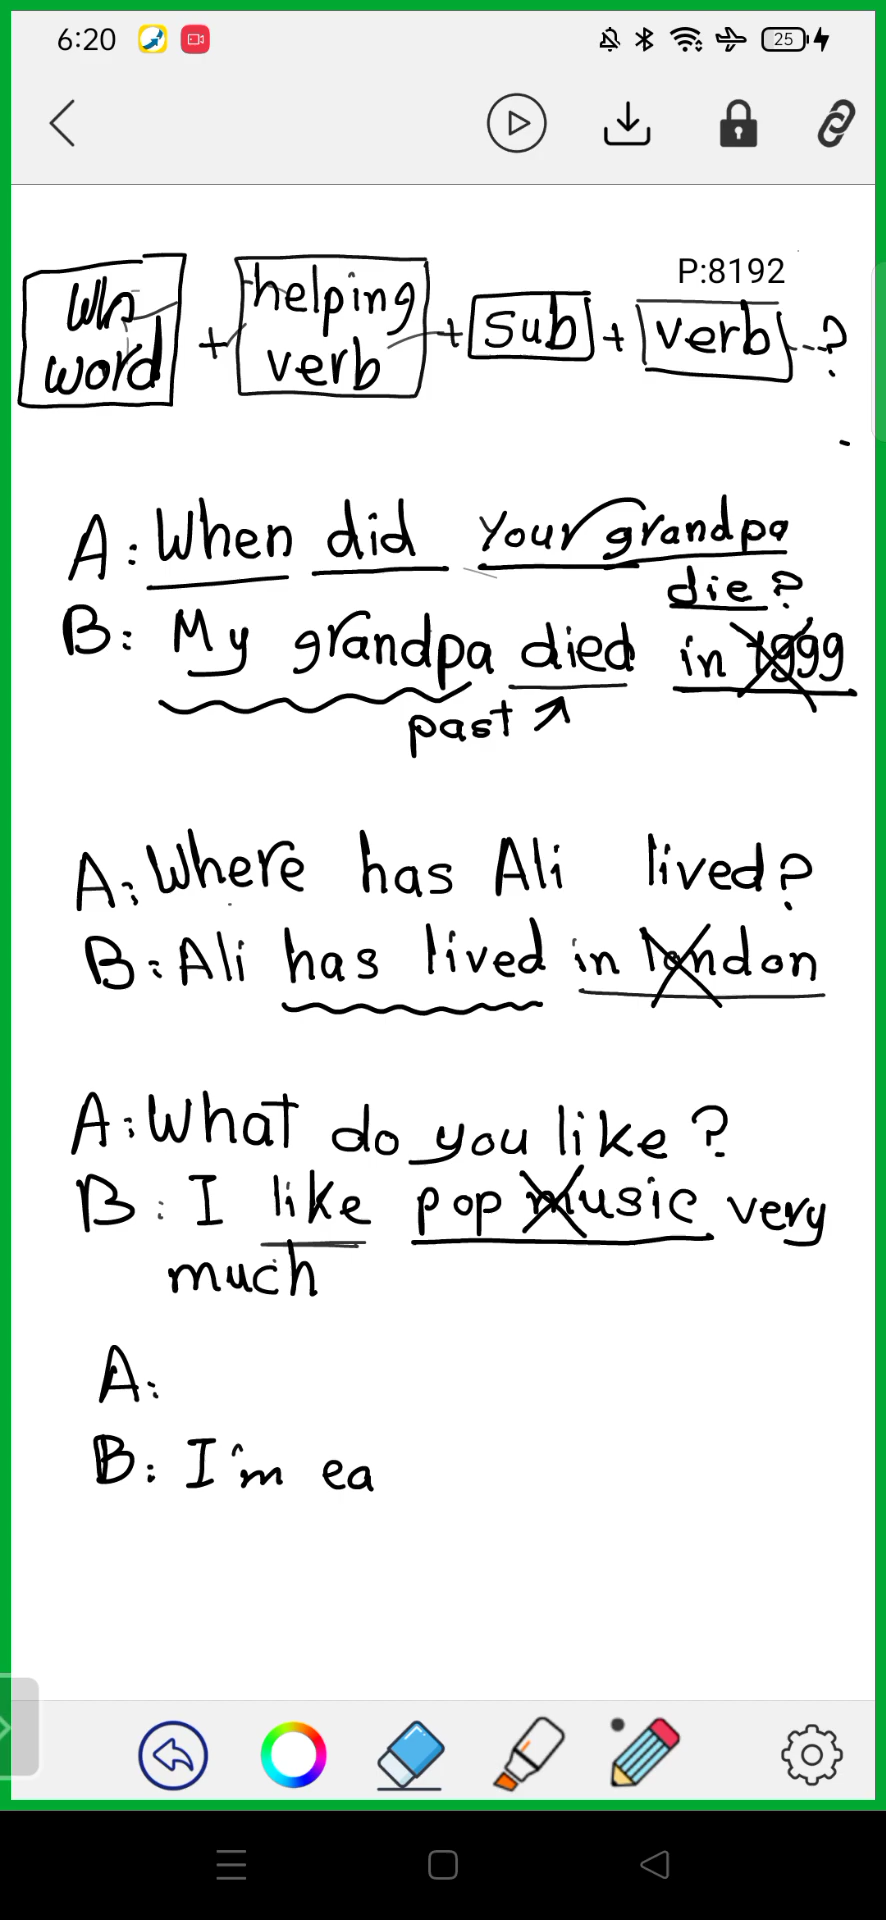 6:20 25
P:8192
Wh word + helping verb + sub + verb ---?
A: When did your grandpa
die?
B: My grandpa died in 1999
past
A: Where has Ali lived?
B: Ali has lived in london
A: What do you like?
B: I like pop music very
much
A:
B: I'm ea